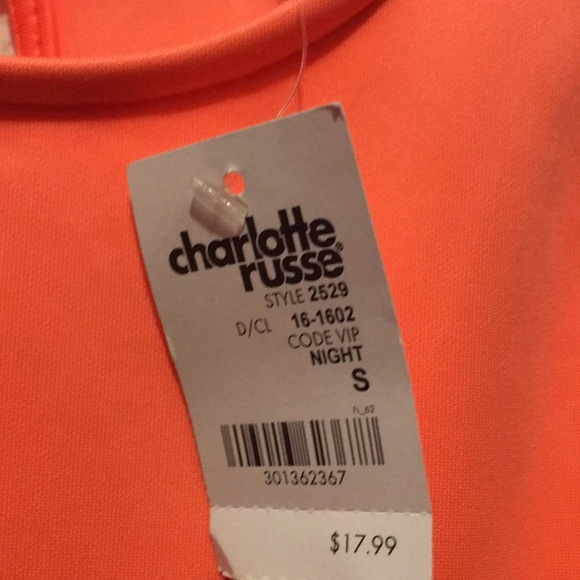 charlotte
russe®
STYLE 2529
D/CL 16-1602
CODE VIP
NIGHT
S
FL_62
301362367
$17.99